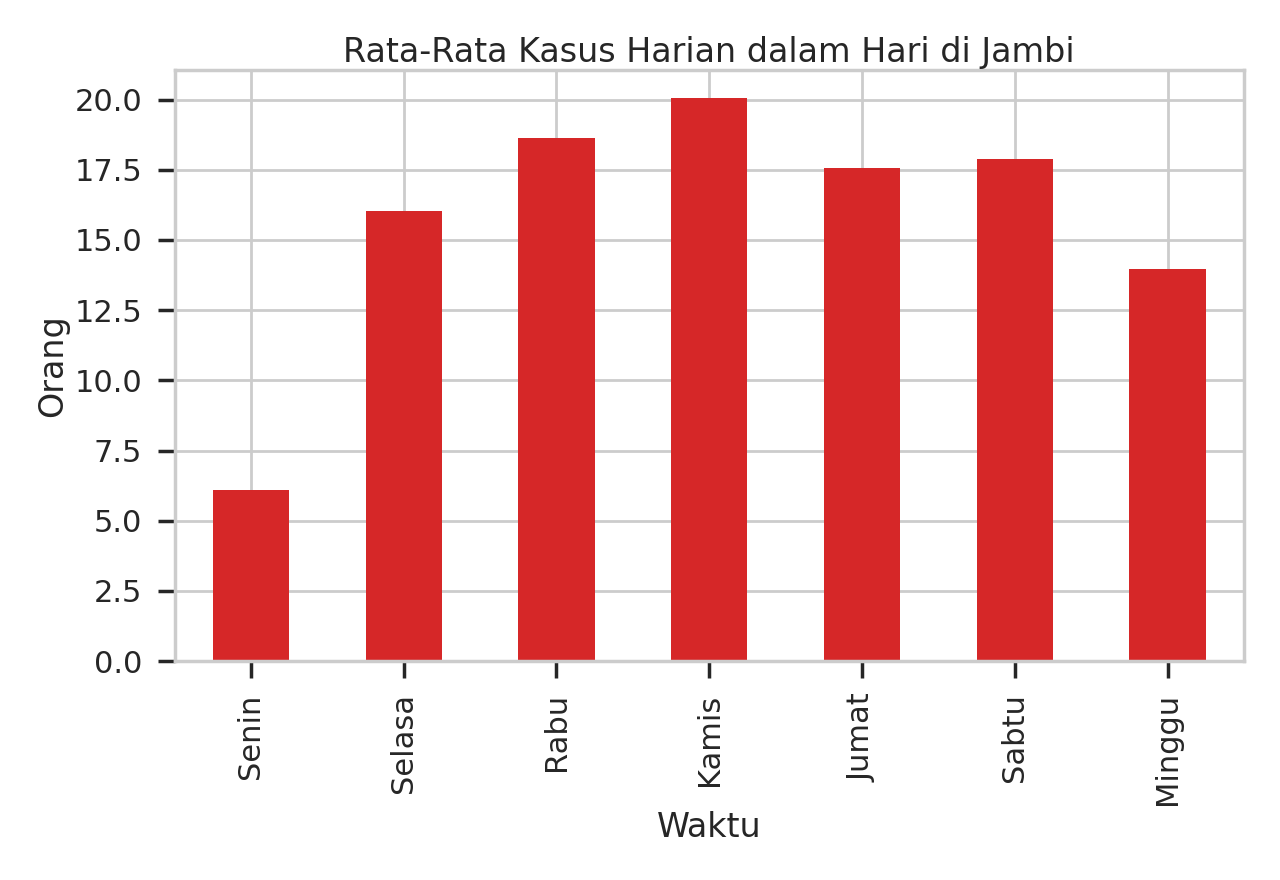 Rata-Rata Kasus Harian dalam Hari di Jambi
20.0
17.5
15.0
12.5
10.0
7.5
5.0
2.5
0.0
Orang
Senin
Selasa
Rabu
Kamis
Jumat
Sabtu
Minggu
Waktu